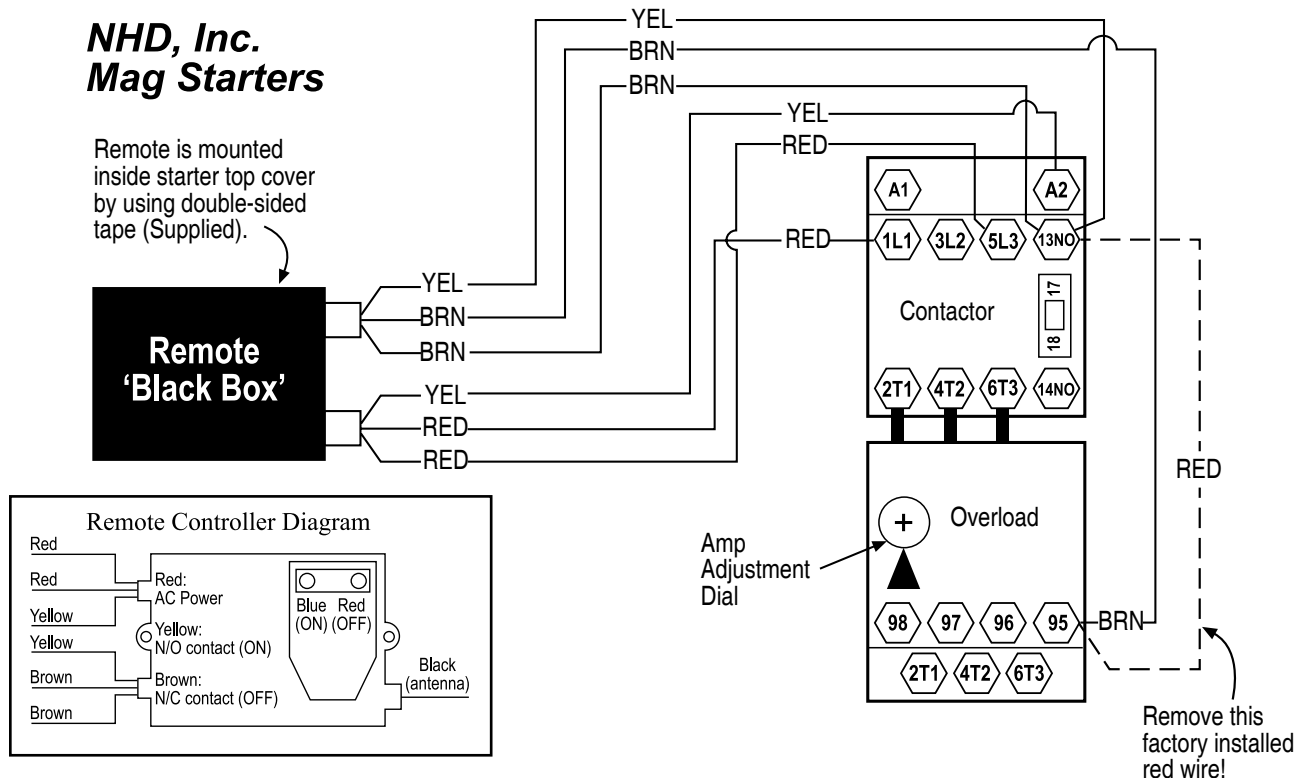 NHD, Inc.
Mag Starters
Remote is mounted
inside starter top cover
by using double-sided
tape (Supplied).
Remote
‘Black Box’
YEL
BRN
BRN
YEL
RED
RED
YEL
BRN
BRN
YEL
RED
RED
A1
A2
1L1
3L2
5L3
13NO
Contactor
17
18
2T1
4T2
6T3
14NO
RED
Overload
Amp
Adjustment
Dial
98
97
96
95
BRN
2T1
4T2
6T3
Remove this
factory installed
red wire!
Remote Controller Diagram
Red
Red
Yellow
Yellow
Brown
Brown
Red:
AC Power
Yellow:
N/O contact (ON)
Brown:
N/C contact (OFF)
Blue Red
(ON) (OFF)
Black
(antenna)